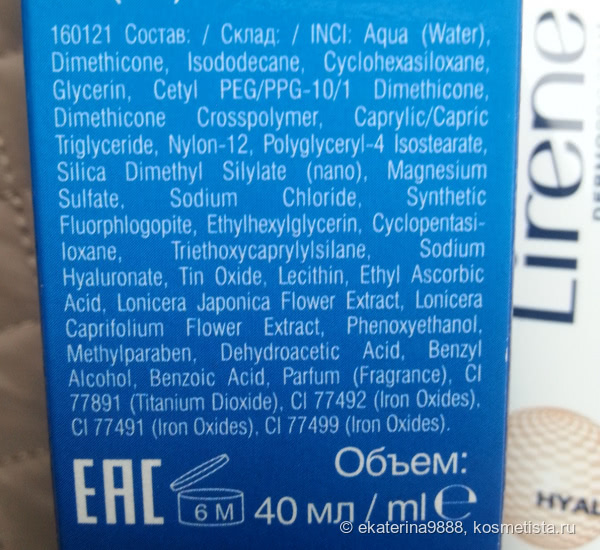 160121 Состав: / Склад: / INCI: Aqua (Water),
Dimethicone, Isododecane, Cyclohexasiloxane,
Glycerin, Cetyl PEG/PPG-10/1 Dimethicone,
Dimethicone Crosspolymer, Caprylic/Capric
Triglyceride, Nylon-12, Polyglyceryl-4 Isostearate,
Silica Dimethyl Silylate (nano), Magnesium
Sulfate, Sodium Chloride, Synthetic
Fluorphlogopite, Ethylhexylglycerin, Cyclopentasi-
loxane, Triethoxycaprylylsilane, Sodium
Hyaluronate, Tin Oxide, Lecithin, Ethyl Ascorbic
Acid, Lonicera Japonica Flower Extract, Lonicera
Caprifolium Flower Extract, Phenoxyethanol,
Methylparaben, Dehydroacetic Acid, Benzyl
Alcohol, Benzoic Acid, Parfum (Fragrance), CI
77891 (Titanium Dioxide), CI 77492 (Iron Oxides),
CI 77491 (Iron Oxides), CI 77499 (Iron Oxides).
EAC
6 M
Объем:
40 мл / ml e
Lirene
HYAL
© ekaterina9888, kosmetista.ru